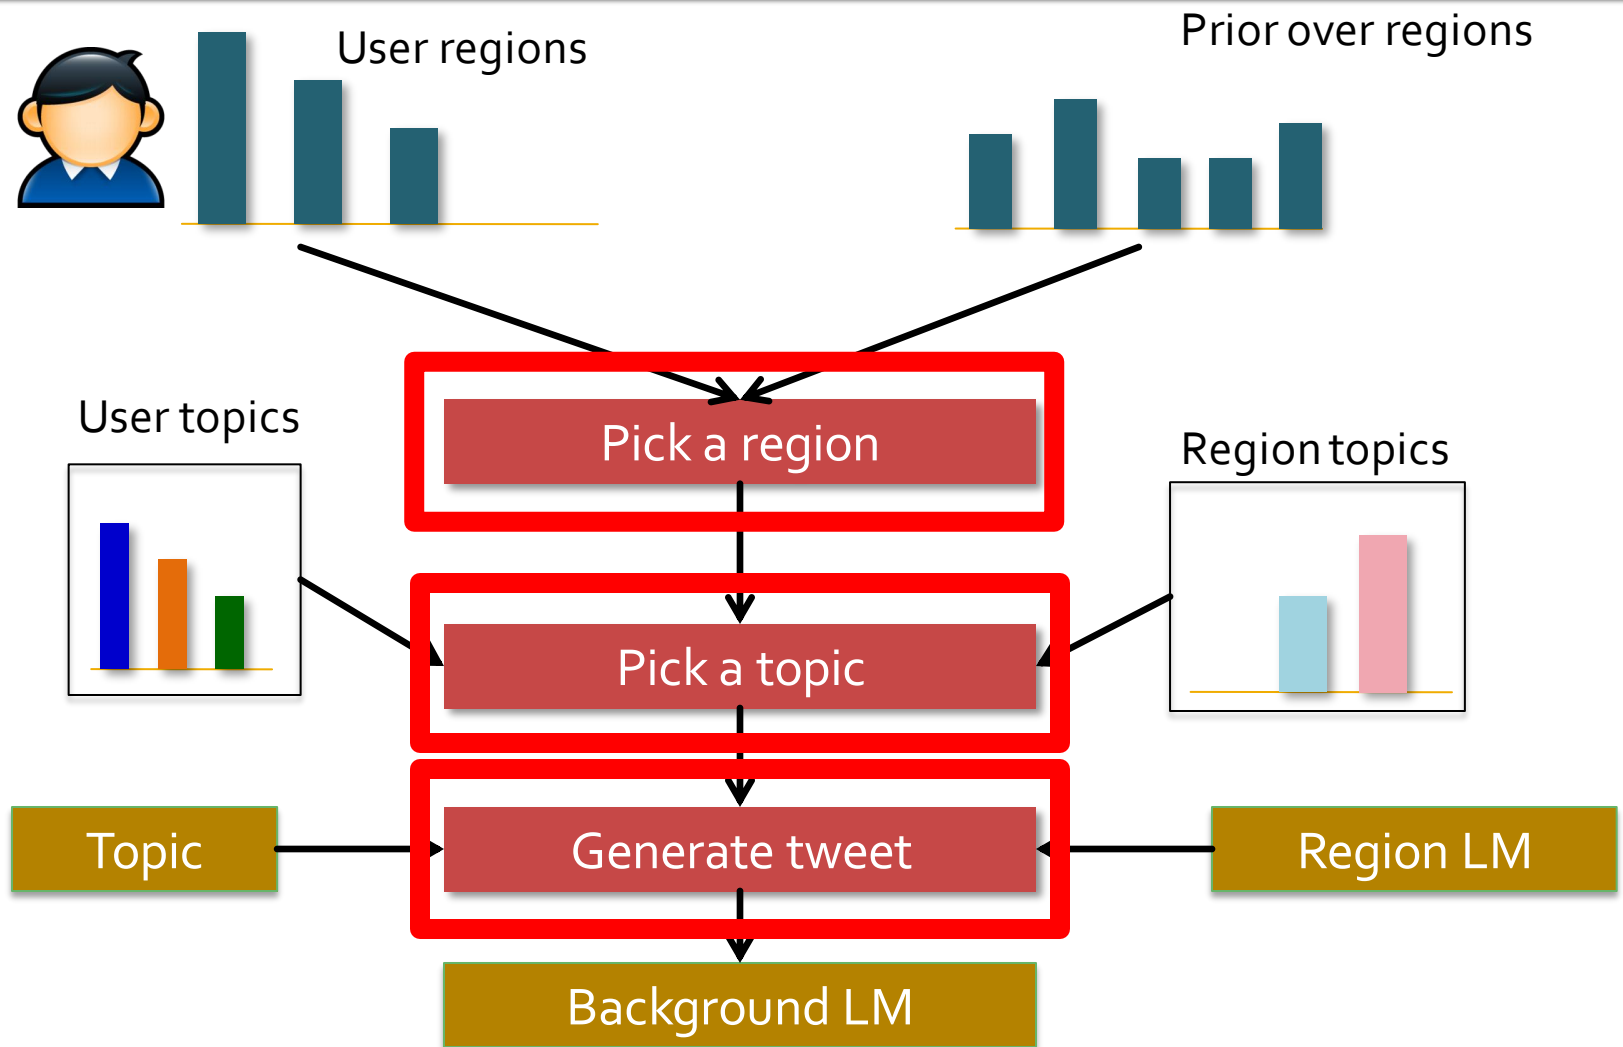 User regions
Prior over regions
Pick a region
User topics
Region topics
Pick a topic
Topic
Generate tweet
Region LM
Background LM